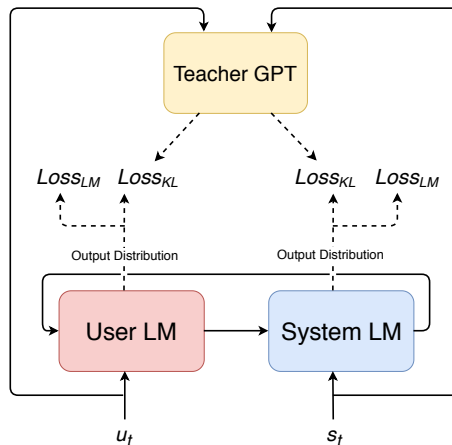 Teacher GPT
Loss_LM Loss_KL Loss_KL Loss_LM
Output Distribution Output Distribution
User LM System LM
u_t s_t